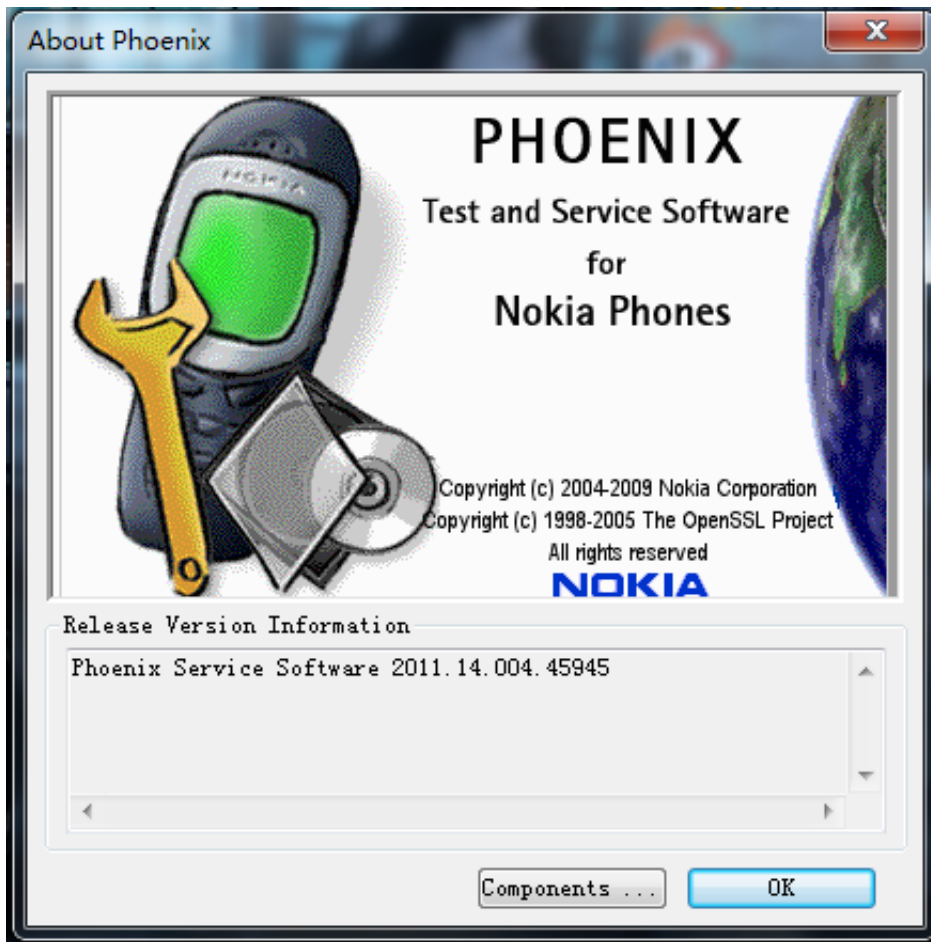 About Phoenix
NOKIA
PHOENIX
Test and Service Software
for
Nokia Phones
Copyright (c) 2004-2009 Nokia Corporation
Copyright (c) 1998-2005 The OpenSSL Project
All rights reserved
NOKIA
Release Version Information
Phoenix Service Software 2011.14.004.45945
Components ...
OK